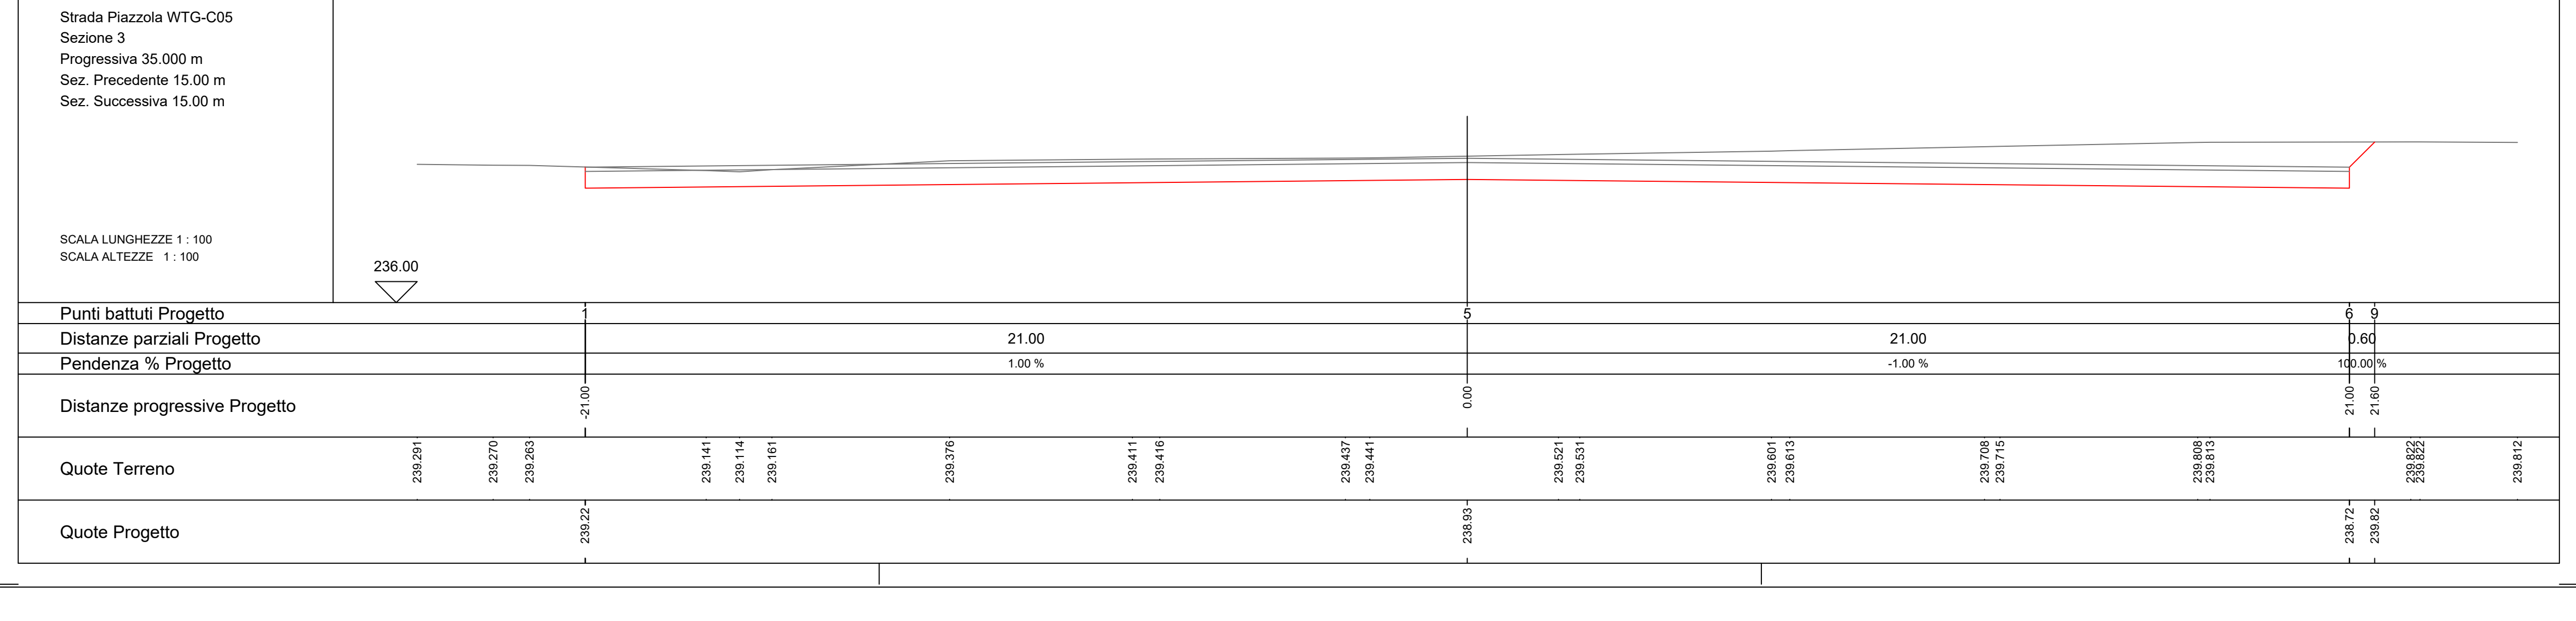 Strada Piazzola WTG-C05
Sezione 3
Progressiva 35.000 m
Sez. Precedente 15.00 m
Sez. Successiva 15.00 m
SCALA LUNGHEZZE 1 : 100
SCALA ALTEZZE 1 : 100
236.00
Punti battuti Progetto 1 5 6 9
Distanze parziali Progetto 21.00 21.00 0.60
Pendenza % Progetto 1.00 % -1.00 % 100.00 %
Distanze progressive Progetto -21.00 0.00 21.00 21.60
Quote Terreno 239.291 239.270 239.263 239.141 239.114 239.161 239.376 239.411 239.416 239.437 239.441 239.521 239.531 239.601 239.613 239.708 239.715 239.808 239.813 239.822 239.822 239.812
Quote Progetto 239.22 238.93 238.72 239.82